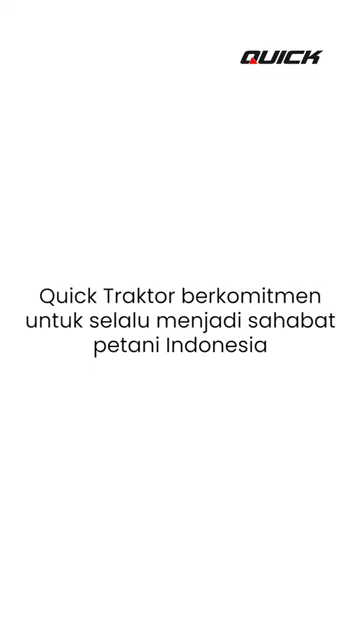 QUICK
Quick Traktor berkomitmen
untuk selalu menjadi sahabat
petani Indonesia